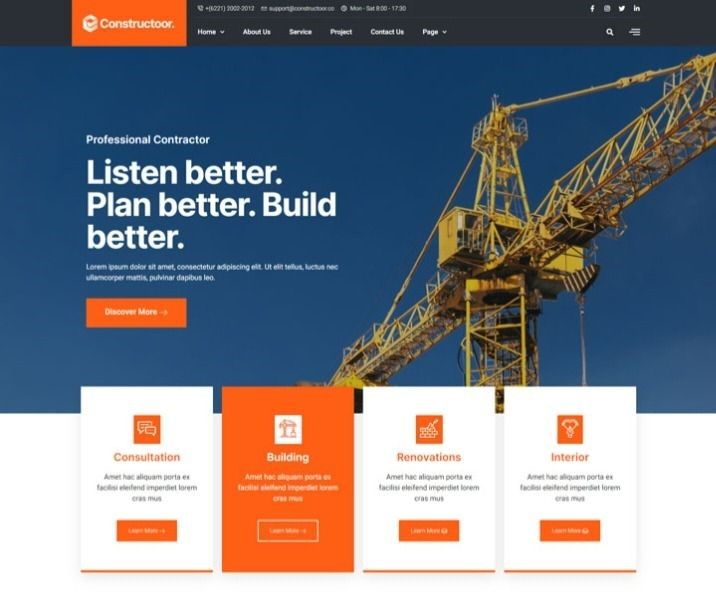 Constructoor.
+(6221) 2002-2012 support@constructoor.co Mon - Sat 8:00 - 17:30
Home About Us Service Project Contact Us Page
Professional Contractor
Listen better.
Plan better. Build
better.
Lorem ipsum dolor sit amet, consectetur adipiscing elit. Ut elit tellus, luctus nec
ullamcorper mattis, pulvinar dapibus leo.
Discover More
Consultation
Amet hac aliquam porta ex
facilisi eleifend imperdiet lorem
cras mus
Learn More
Building
Amet hac aliquam porta ex
facilisi eleifend imperdiet lorem
cras mus
Learn More
Renovations
Amet hac aliquam porta ex
facilisi eleifend imperdiet lorem
cras mus
Learn More
Interior
Amet hac aliquam porta ex
facilisi eleifend imperdiet lorem
cras mus
Learn More